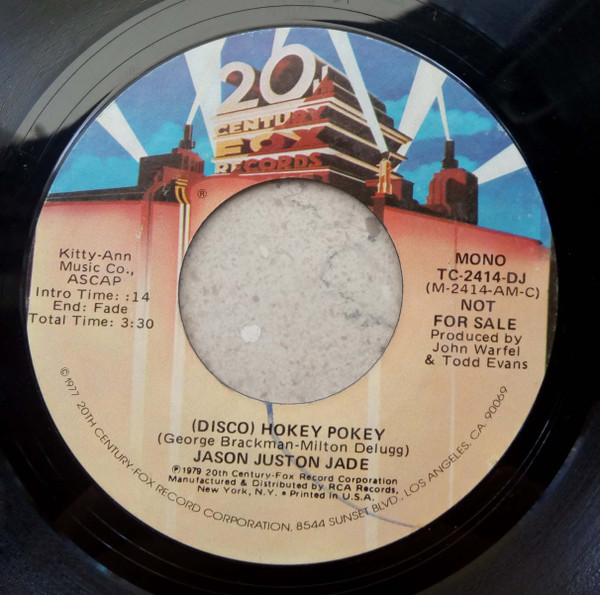 20th
CENTURY
FOX
RECORDS
®
Kitty-Ann
Music Co.,
ASCAP
Intro Time: :14
End: Fade
Total Time: 3:30
MONO
TC-2414-DJ
(M-2414-AM-C)
NOT
FOR SALE
Produced by
John Warfel
& Todd Evans
(DISCO) HOKEY POKEY
(George Brackman-Milton Delugg)
JASON JUSTON JADE
℗ 1979 20th Century-Fox Record Corporation
Manufactured & Distributed by RCA Records,
New York, N.Y. • Printed in U.S.A.
© 1977 20TH CENTURY-FOX RECORD CORPORATION, 8544 SUNSET BLVD., LOS ANGELES, CA. 90069